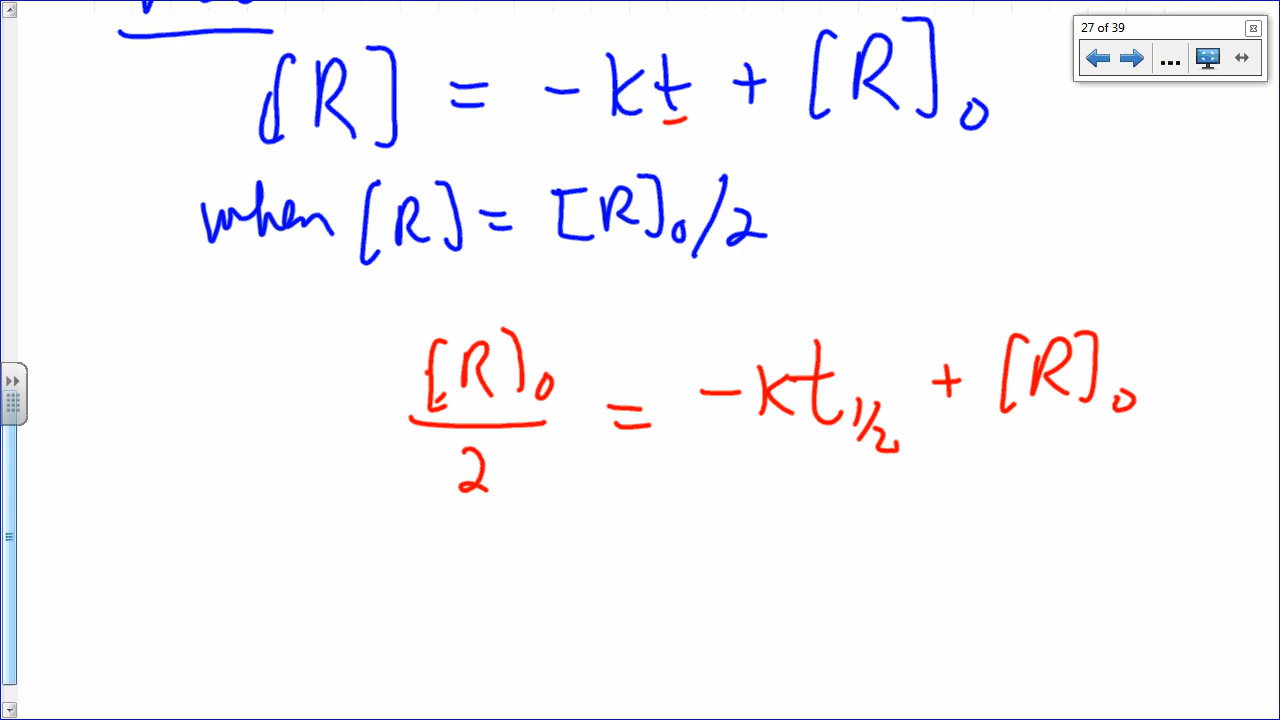 27 of 39
[R] = -kt + [R]₀
when [R] = [R]₀/2
[R]₀/2 = -kt₁/₂ + [R]₀